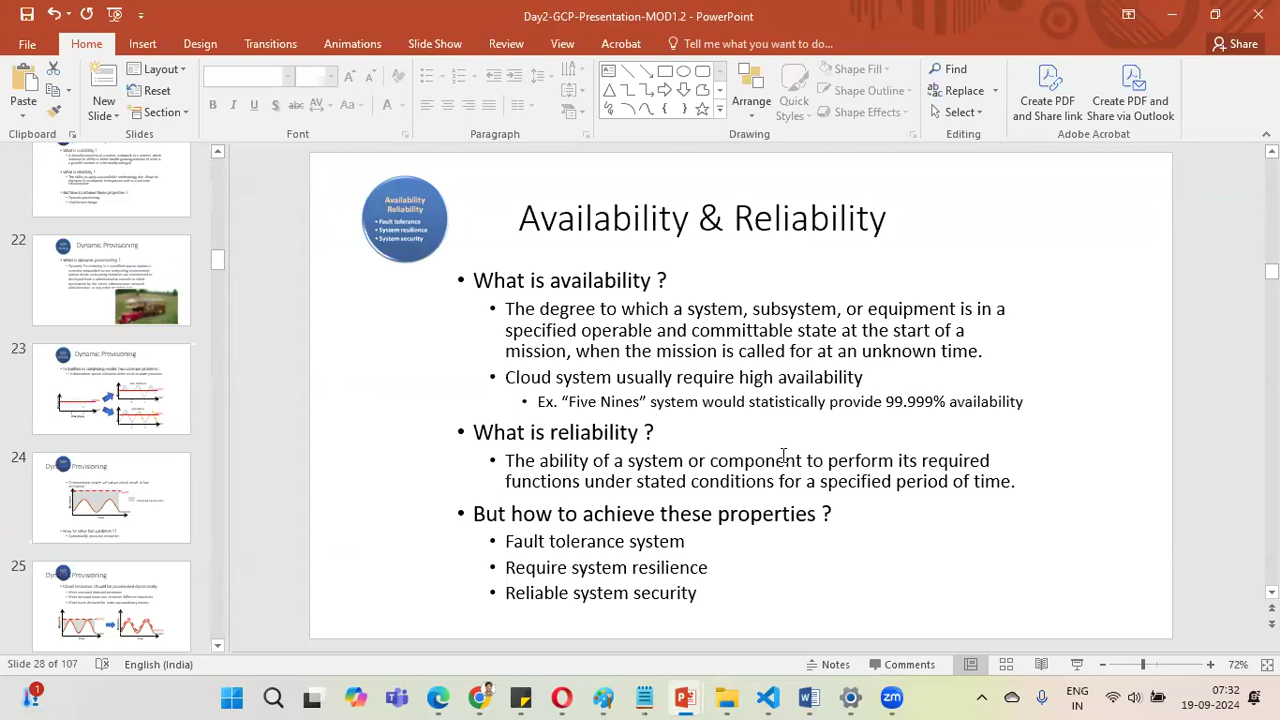 Day2-GCP-Presentation-MOD1.2 - PowerPoint
File Home Insert Design Transitions Animations Slide Show Review View Acrobat Tell me what you want to do... Share
Paste
Clipboard
New Slide
Layout
Reset
Section
Slides
Font
Paragraph
Arrange
Quick Styles
Shape Fill
Shape Outline
Shape Effects
Drawing
Find
Replace
Select
Editing
Create PDF and Share link
Create PDF and Share via Outlook
Adobe Acrobat
22
Dynamic Provisioning
23
Dynamic Provisioning
24
Dynamic Provisioning
25
Dynamic Provisioning
Availability
Reliability
• Fault tolerance
• System resilience
• System security
Availability & Reliability
• What is availability ?
• The degree to which a system, subsystem, or equipment is in a
specified operable and committable state at the start of a
mission, when the mission is called for at an unknown time.
• Cloud system usually require high availability
• Ex. “Five Nines” system would statistically provide 99.999% availability
• What is reliability ?
• The ability of a system or component to perform its required
functions under stated conditions for a specified period of time.
• But how to achieve these properties ?
• Fault tolerance system
• Require system resilience
• Reliable system security
Slide 28 of 107 English (India) Notes Comments 72%
1
ENG
IN
07:32
19-09-2024